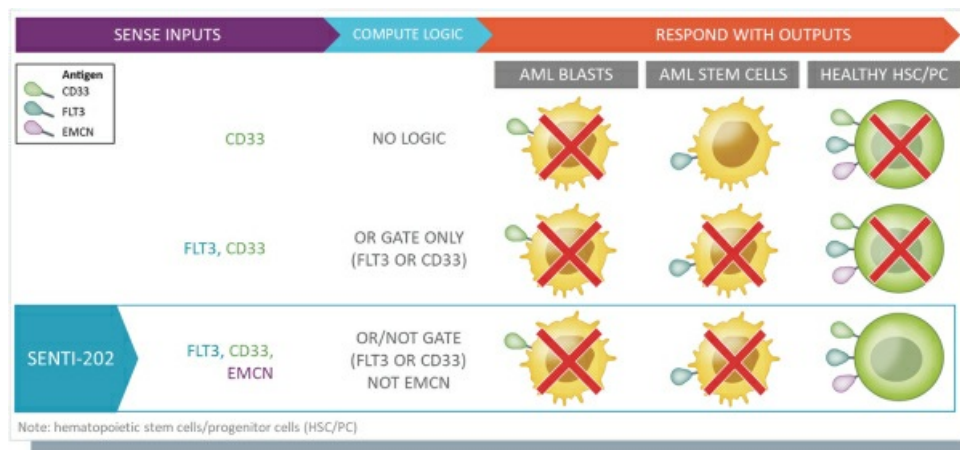 SENSE INPUTS
COMPUTE LOGIC
RESPOND WITH OUTPUTS
Antigen
CD33
FLT3
EMCN
AML BLASTS
AML STEM CELLS
HEALTHY HSC/PC
CD33
NO LOGIC
FLT3, CD33
OR GATE ONLY
(FLT3 OR CD33)
SENTI-202
FLT3, CD33,
EMCN
OR/NOT GATE
(FLT3 OR CD33)
NOT EMCN
Note: hematopoietic stem cells/progenitor cells (HSC/PC)